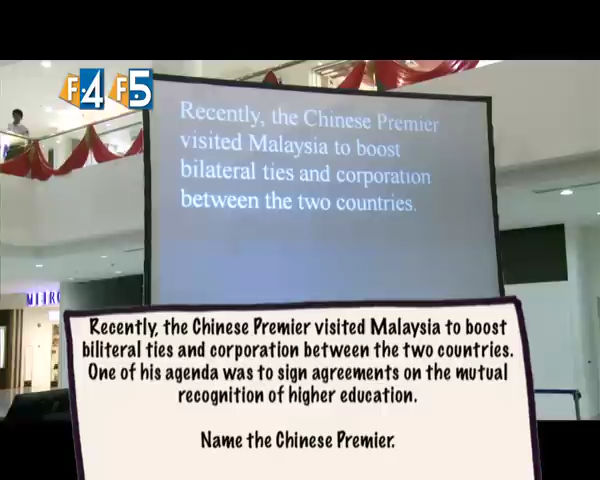 F.4 F.5
Recently, the Chinese Premier
visited Malaysia to boost
bilateral ties and corporation
between the two countries.
METRO
Recently, the Chinese Premier visited Malaysia to boost
biliteral ties and corporation between the two countries.
One of his agenda was to sign agreements on the mutual
recognition of higher education.
Name the Chinese Premier.